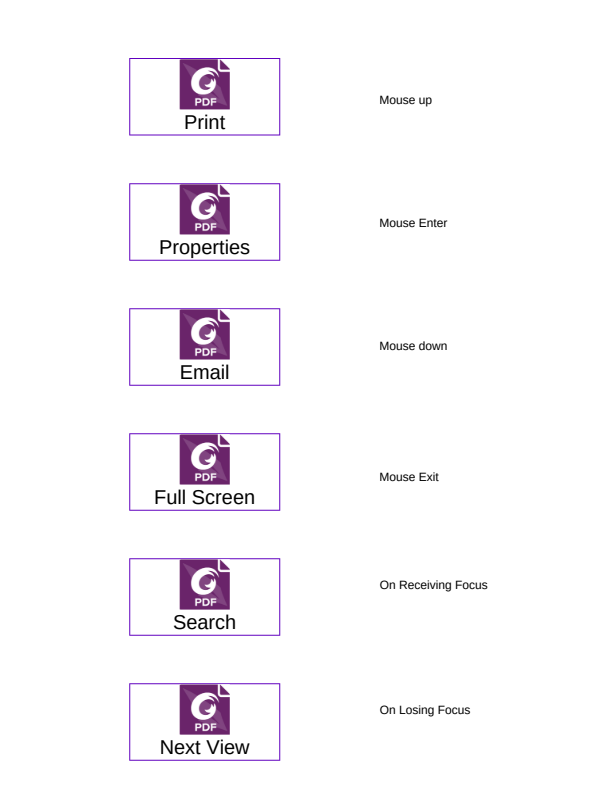 PDF
Print
Mouse up
PDF
Properties
Mouse Enter
PDF
Email
Mouse down
PDF
Full Screen
Mouse Exit
PDF
Search
On Receiving Focus
PDF
Next View
On Losing Focus